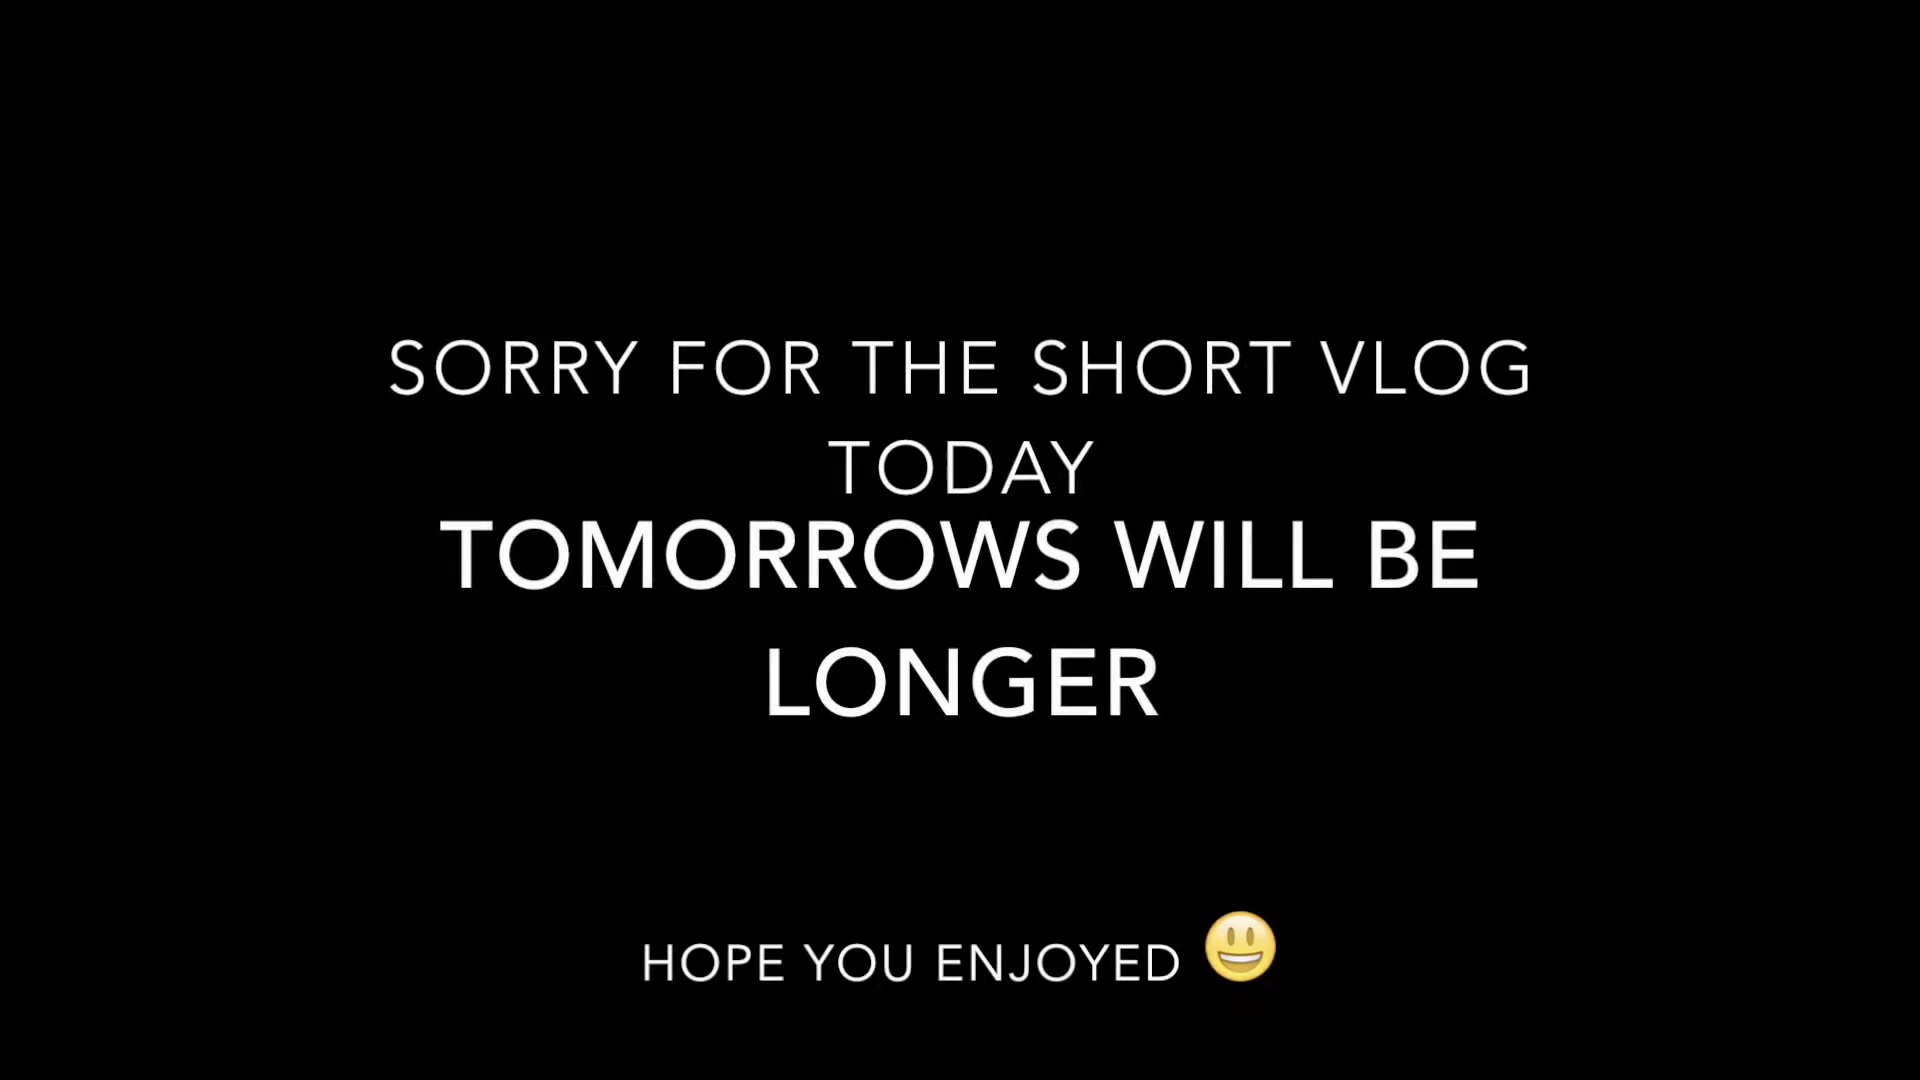 SORRY FOR THE SHORT VLOG
TODAY
TOMORROWS WILL BE
LONGER
HOPE YOU ENJOYED 😃